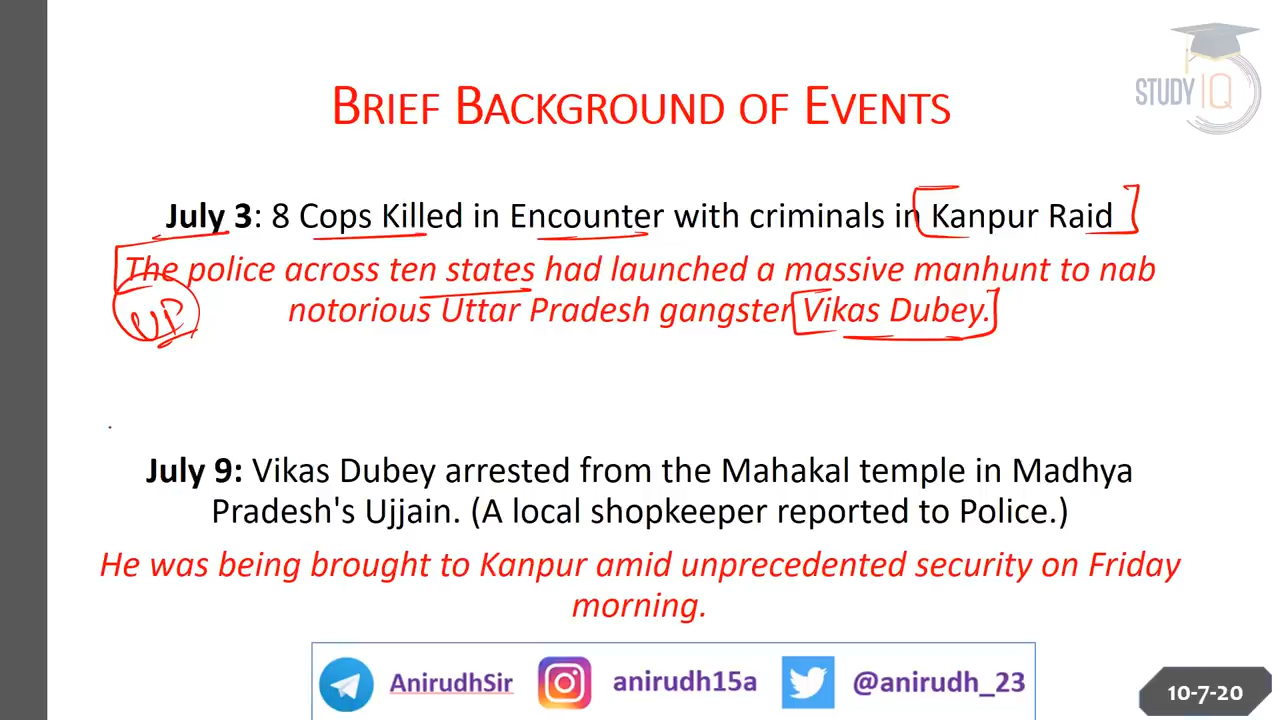 STUDY IQ
BRIEF BACKGROUND OF EVENTS
July 3: 8 Cops Killed in Encounter with criminals in Kanpur Raid
The police across ten states had launched a massive manhunt to nab
notorious Uttar Pradesh gangster Vikas Dubey.
UP
July 9: Vikas Dubey arrested from the Mahakal temple in Madhya
Pradesh's Ujjain. (A local shopkeeper reported to Police.)
He was being brought to Kanpur amid unprecedented security on Friday
morning.
AnirudhSir anirudh15a @anirudh_23
10-7-20